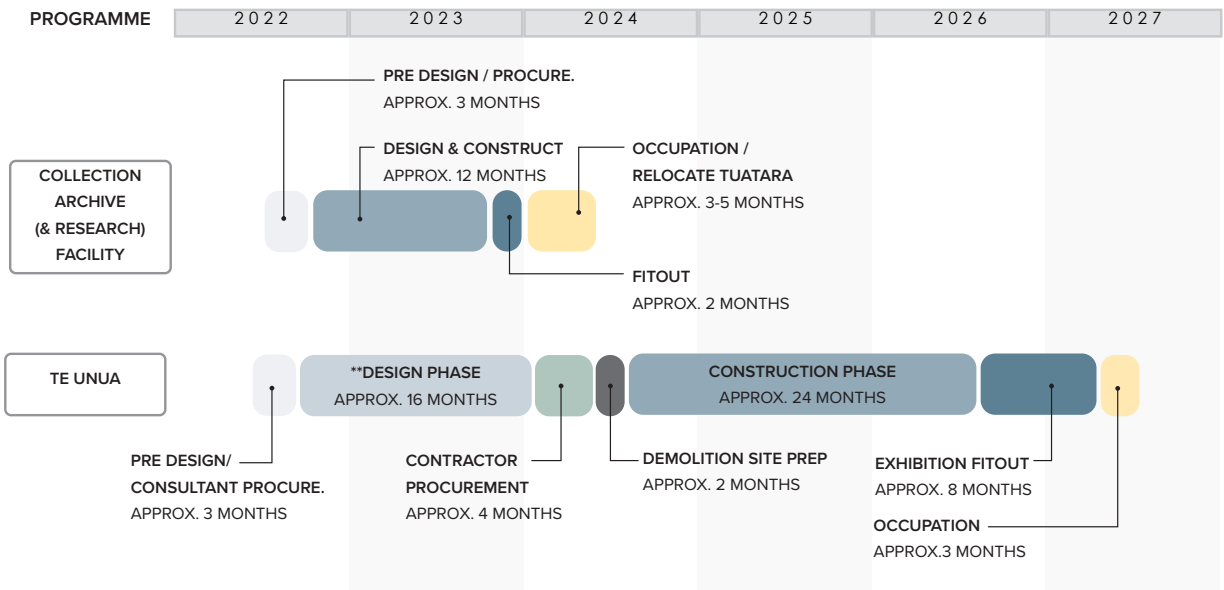 PROGRAMME
2022
2023
2024
2025
2026
2027
PRE DESIGN / PROCURE.
APPROX. 3 MONTHS
DESIGN & CONSTRUCT
APPROX. 12 MONTHS
OCCUPATION /
RELOCATE TUATARA
APPROX. 3-5 MONTHS
COLLECTION
ARCHIVE
(& RESEARCH)
FACILITY
FITOUT
APPROX. 2 MONTHS
TE UNUA
**DESIGN PHASE
APPROX. 16 MONTHS
CONSTRUCTION PHASE
APPROX. 24 MONTHS
PRE DESIGN/
CONSULTANT PROCURE.
APPROX. 3 MONTHS
CONTRACTOR
PROCUREMENT
APPROX. 4 MONTHS
DEMOLITION SITE PREP
APPROX. 2 MONTHS
EXHIBITION FITOUT
APPROX. 8 MONTHS
OCCUPATION
APPROX.3 MONTHS